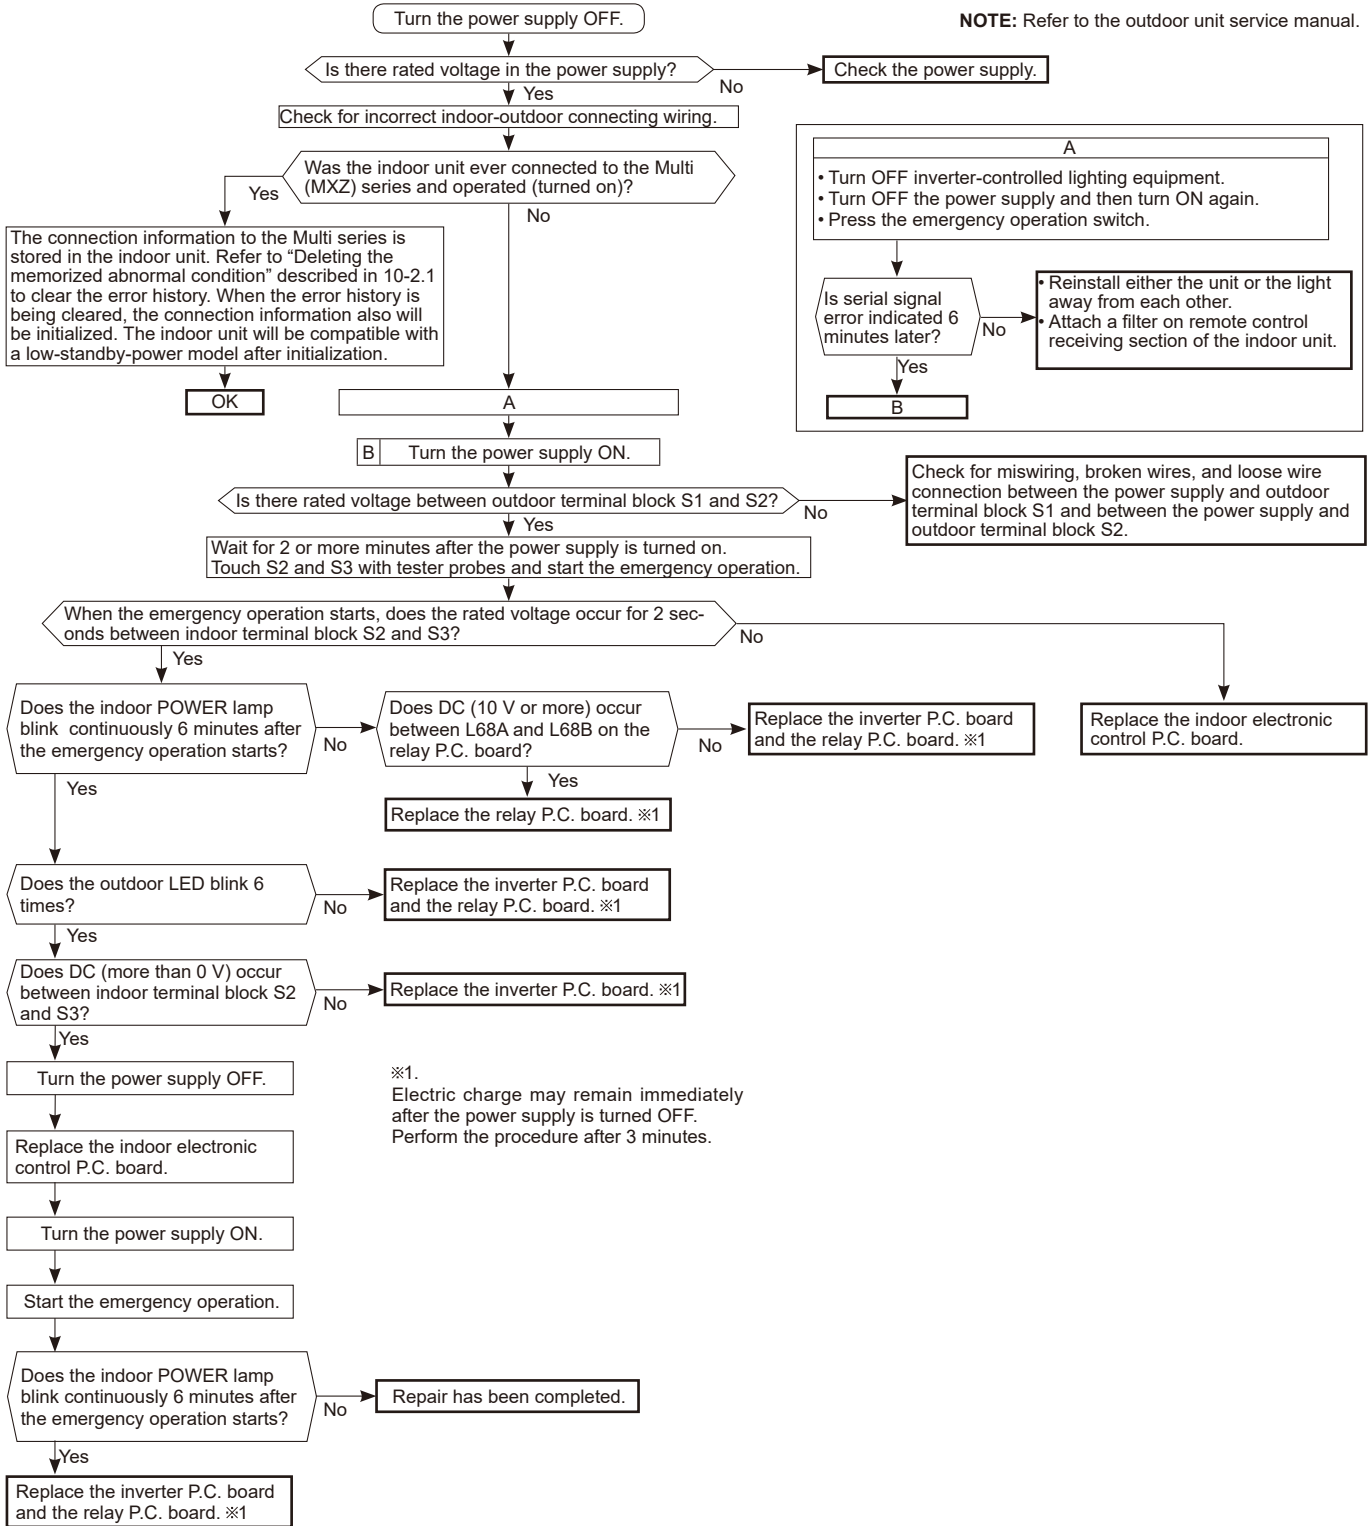 Turn the power supply OFF.
NOTE: Refer to the outdoor unit service manual.
Is there rated voltage in the power supply?
No
Check the power supply.
Yes
Check for incorrect indoor-outdoor connecting wiring.
Was the indoor unit ever connected to the Multi
(MXZ) series and operated (turned on)?
Yes
No
The connection information to the Multi series is
stored in the indoor unit. Refer to “Deleting the
memorized abnormal condition” described in 10-2.1
to clear the error history. When the error history is
being cleared, the connection information also will
be initialized. The indoor unit will be compatible with
a low-standby-power model after initialization.
OK
A
• Turn OFF inverter-controlled lighting equipment.
• Turn OFF the power supply and then turn ON again.
• Press the emergency operation switch.
Is serial signal
error indicated 6
minutes later?
No
• Reinstall either the unit or the light
away from each other.
• Attach a filter on remote control
receiving section of the indoor unit.
Yes
B
A
B Turn the power supply ON.
Is there rated voltage between outdoor terminal block S1 and S2?
No
Check for miswiring, broken wires, and loose wire
connection between the power supply and outdoor
terminal block S1 and between the power supply and
outdoor terminal block S2.
Yes
Wait for 2 or more minutes after the power supply is turned on.
Touch S2 and S3 with tester probes and start the emergency operation.
When the emergency operation starts, does the rated voltage occur for 2 sec-
onds between indoor terminal block S2 and S3?
No
Yes
Does the indoor POWER lamp
blink continuously 6 minutes after
the emergency operation starts?
No
Does DC (10 V or more) occur
between L68A and L68B on the
relay P.C. board?
No
Replace the inverter P.C. board
and the relay P.C. board. ※1
Replace the indoor electronic
control P.C. board.
Yes
Yes
Replace the relay P.C. board. ※1
Does the outdoor LED blink 6
times?
No
Replace the inverter P.C. board
and the relay P.C. board. ※1
Yes
Does DC (more than 0 V) occur
between indoor terminal block S2
and S3?
No
Replace the inverter P.C. board. ※1
Yes
Turn the power supply OFF.
※1.
Electric charge may remain immediately
after the power supply is turned OFF.
Perform the procedure after 3 minutes.
Replace the indoor electronic
control P.C. board.
Turn the power supply ON.
Start the emergency operation.
Does the indoor POWER lamp
blink continuously 6 minutes after
the emergency operation starts?
No
Repair has been completed.
Yes
Replace the inverter P.C. board
and the relay P.C. board. ※1